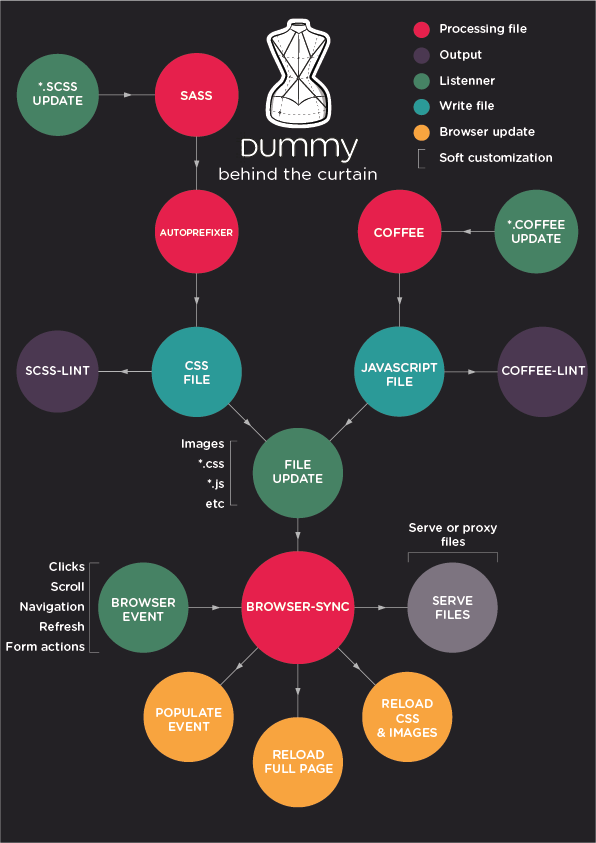 Processing file
Output
Listenner
Write file
Browser update
Soft customization
DUMMY
behind the curtain
*.SCSS
UPDATE
SASS
AUTOPREFIXER
COFFEE
*.COFFEE
UPDATE
SCSS-LINT
CSS
FILE
JAVASCRIPT
FILE
COFFEE-LINT
Images
*.css
*.js
etc
FILE
UPDATE
Serve or proxy
files
Clicks
Scroll
Navigation
Refresh
Form actions
BROWSER
EVENT
BROWSER-SYNC
SERVE
FILES
POPULATE
EVENT
RELOAD
FULL PAGE
RELOAD
CSS
& IMAGES